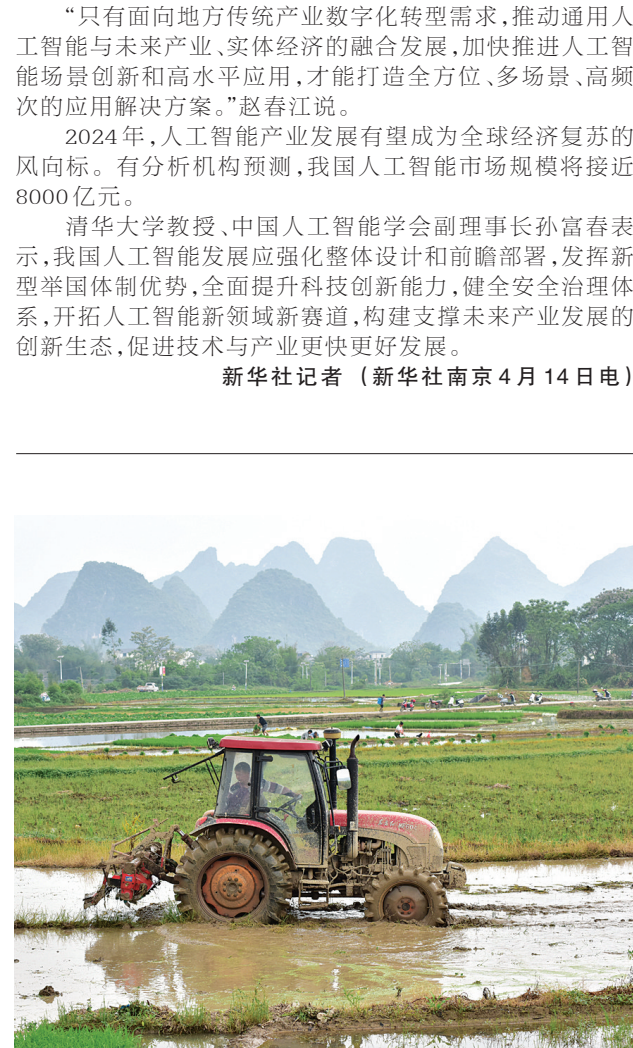 “只有面向地方传统产业数字化转型需求，推动通用人
工智能与未来产业、实体经济的融合发展，加快推进人工智
能场景创新和高水平应用，才能打造全方位、多场景、高频
次的应用解决方案。”赵春江说。
2024年，人工智能产业发展有望成为全球经济复苏的
风向标。有分析机构预测，我国人工智能市场规模将接近
8000亿元。
清华大学教授、中国人工智能学会副理事长孙富春表
示，我国人工智能发展应强化整体设计和前瞻部署，发挥新
型举国体制优势，全面提升科技创新能力，健全安全治理体
系，开拓人工智能新领域新赛道，构建支撑未来产业发展的
创新生态，促进技术与产业更快更好发展。
新华社记者（新华社南京4月14日电）